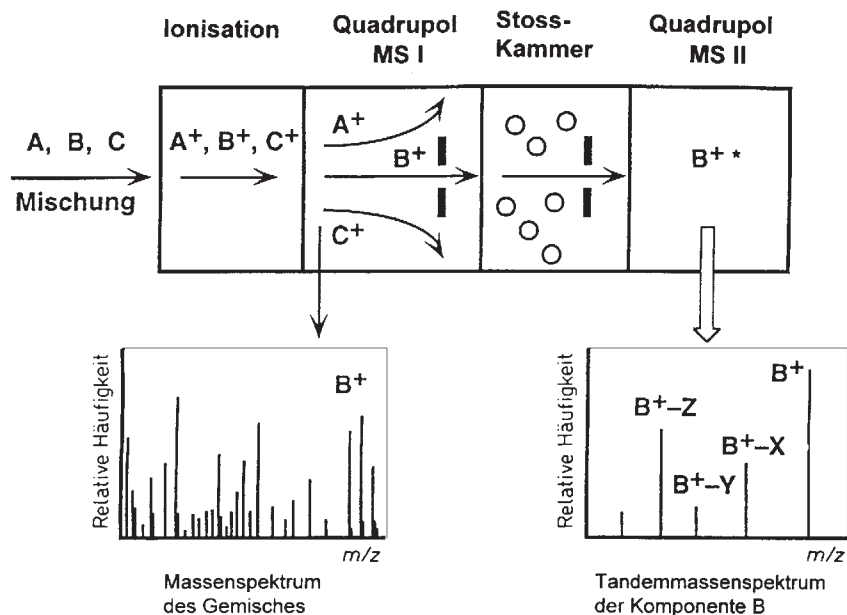 Ionisation
Quadrupol
MS I
Stoss-
Kammer
Quadrupol
MS II
A, B, C
Mischung
A+, B+, C+
A+
B+
C+
B+ *
Relative Häufigkeit
B+
m/z
Massenspektrum
des Gemisches
Relative Häufigkeit
B+–Z
B+–Y
B+–X
B+
m/z
Tandemmassenspektrum
der Komponente B